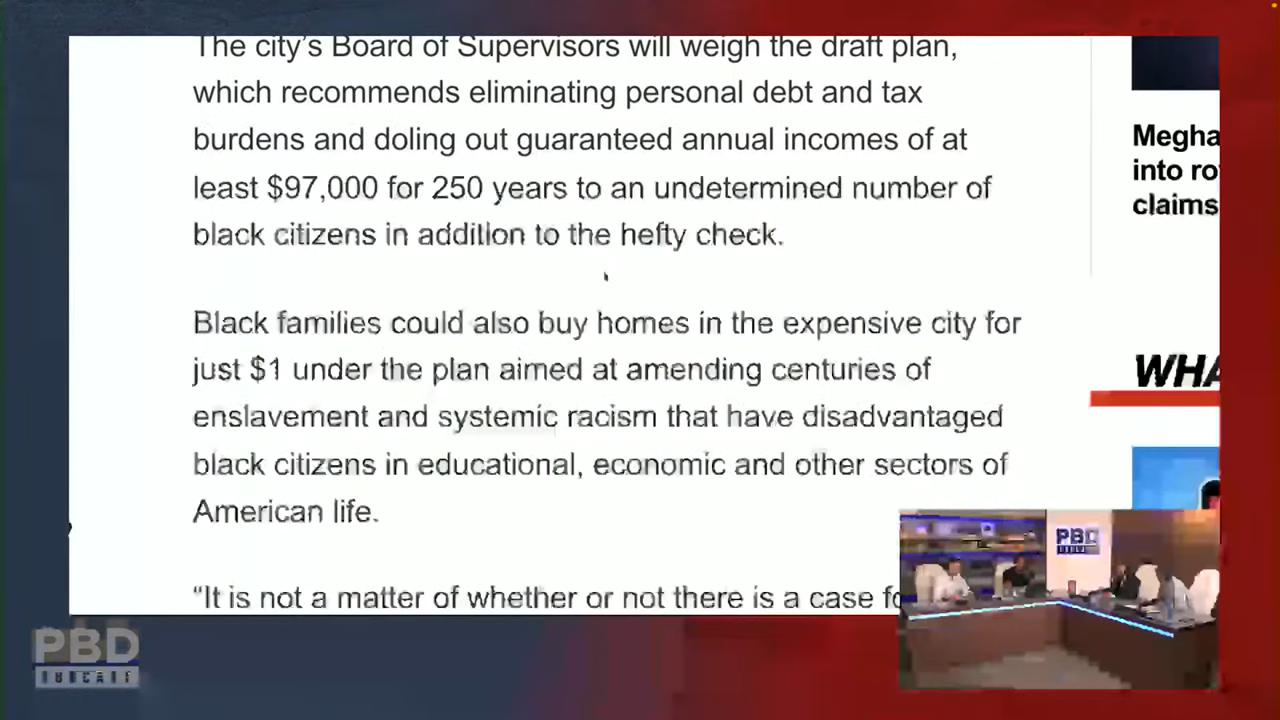 The city's Board of Supervisors will weigh the draft plan,
which recommends eliminating personal debt and tax
burdens and doling out guaranteed annual incomes of at
least $97,000 for 250 years to an undetermined number of
black citizens in addition to the hefty check.
Black families could also buy homes in the expensive city for
just $1 under the plan aimed at amending centuries of
enslavement and systemic racism that have disadvantaged
black citizens in educational, economic and other sectors of
American life.
“It is not a matter of whether or not there is a case
Megha
into ro
claims
WHA
PBD
PBD
PODCAST